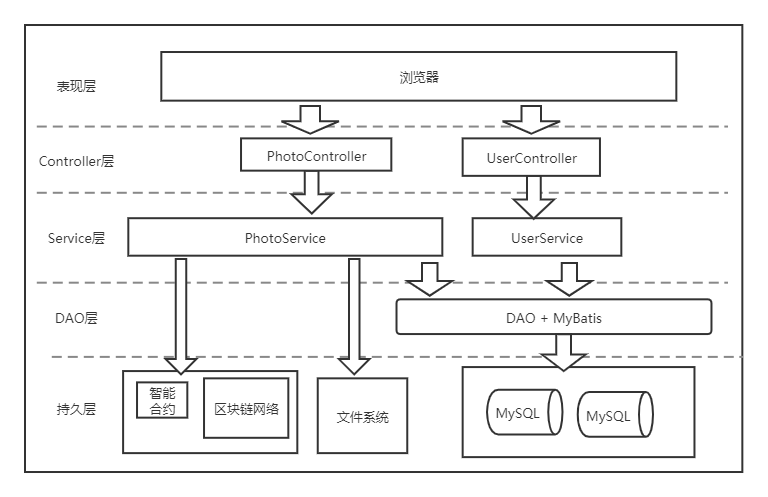 表现层
浏览器
Controller层
PhotoController
UserController
Service层
PhotoService
UserService
DAO层
DAO + MyBatis
持久层
智能
合约
区块链网络
文件系统
MySQL
MySQL